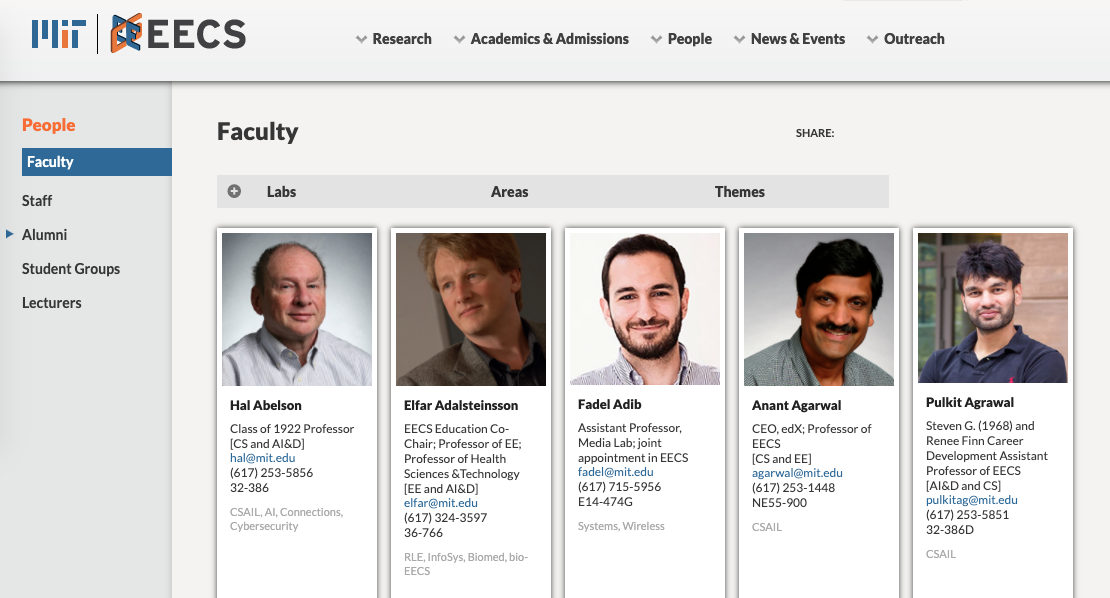 MIT EECS
Research
Academics & Admissions
People
News & Events
Outreach
People
Faculty
Staff
Alumni
Student Groups
Lecturers
Faculty
SHARE:
Labs
Areas
Themes
Hal Abelson
Class of 1922 Professor
[CS and AI&D]
hal@mit.edu
(617) 253-5856
32-386
CSAIL, AI, Connections,
Cybersecurity
Elfar Adalsteinsson
EECS Education Co-
Chair; Professor of EE;
Professor of Health
Sciences &Technology
[EE and AI&D]
elfar@mit.edu
(617) 324-3597
36-766
RLE, InfoSys, Biomed, bio-
EECS
Fadel Adib
Assistant Professor,
Media Lab; joint
appointment in EECS
fadel@mit.edu
(617) 715-5956
E14-474G
Systems, Wireless
Anant Agarwal
CEO, edX; Professor of
EECS
[CS and EE]
agarwal@mit.edu
(617) 253-1448
NE55-900
CSAIL
Pulkit Agrawal
Steven G. (1968) and
Renee Finn Career
Development Assistant
Professor of EECS
[AI&D and CS]
pulkitag@mit.edu
(617) 253-5851
32-386D
CSAIL